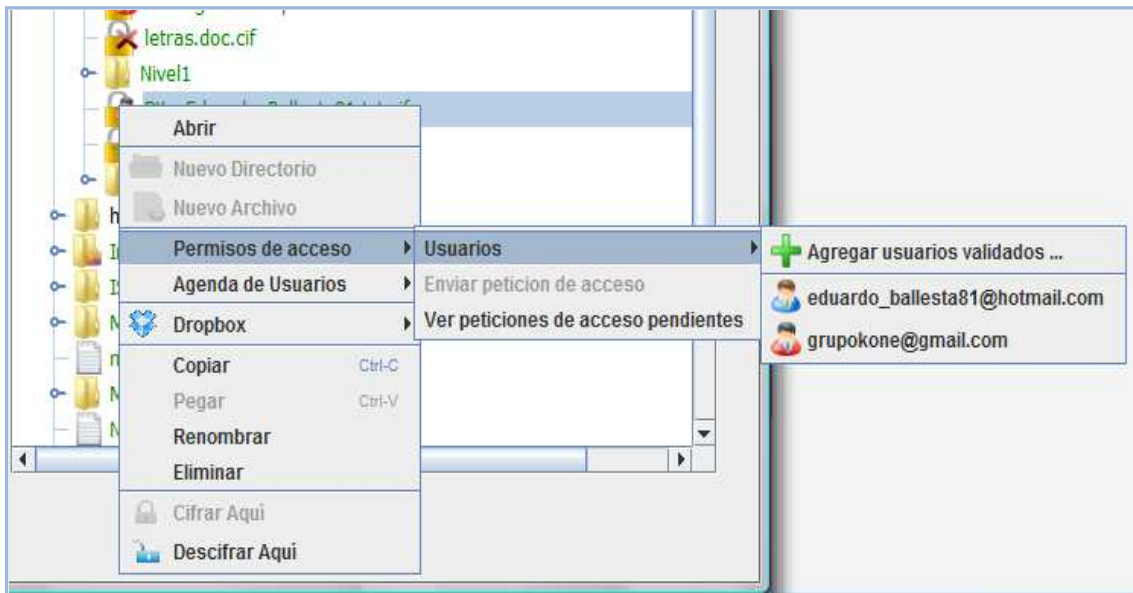 letras.doc.cif
Nivel1
Abrir
Nuevo Directorio
Nuevo Archivo
h
Permisos de acceso
Usuarios
Agregar usuarios validados ...
Agenda de Usuarios
Enviar peticion de acceso
eduardo_ballesta81@hotmail.com
N
Dropbox
Ver peticiones de acceso pendientes
grupokone@gmail.com
Copiar Ctrl-C
Pegar Ctrl-V
Renombrar
Eliminar
Cifrar Aqui
Descifrar Aqui